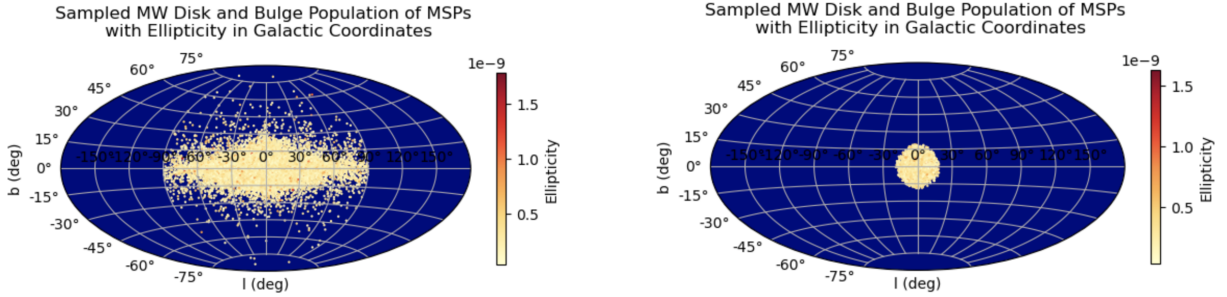 Sampled MW Disk and Bulge Population of MSPs
with Ellipticity in Galactic Coordinates
75°
60°
45°
30°
15°
0°
-15°
-30°
-45°
-60°
-75°
-150°-120°-90°-60°-30° 0° 30° 60° 90°120°150°
b (deg)
l (deg)
1e−9
1.5
1.0
0.5
Ellipticity
Sampled MW Disk and Bulge Population of MSPs
with Ellipticity in Galactic Coordinates
75°
60°
45°
30°
15°
0°
-15°
-30°
-45°
-60°
-75°
-150°-120°-90°-60°-30° 0° 30° 60° 90°120°150°
b (deg)
l (deg)
1e−9
1.5
1.0
0.5
Ellipticity